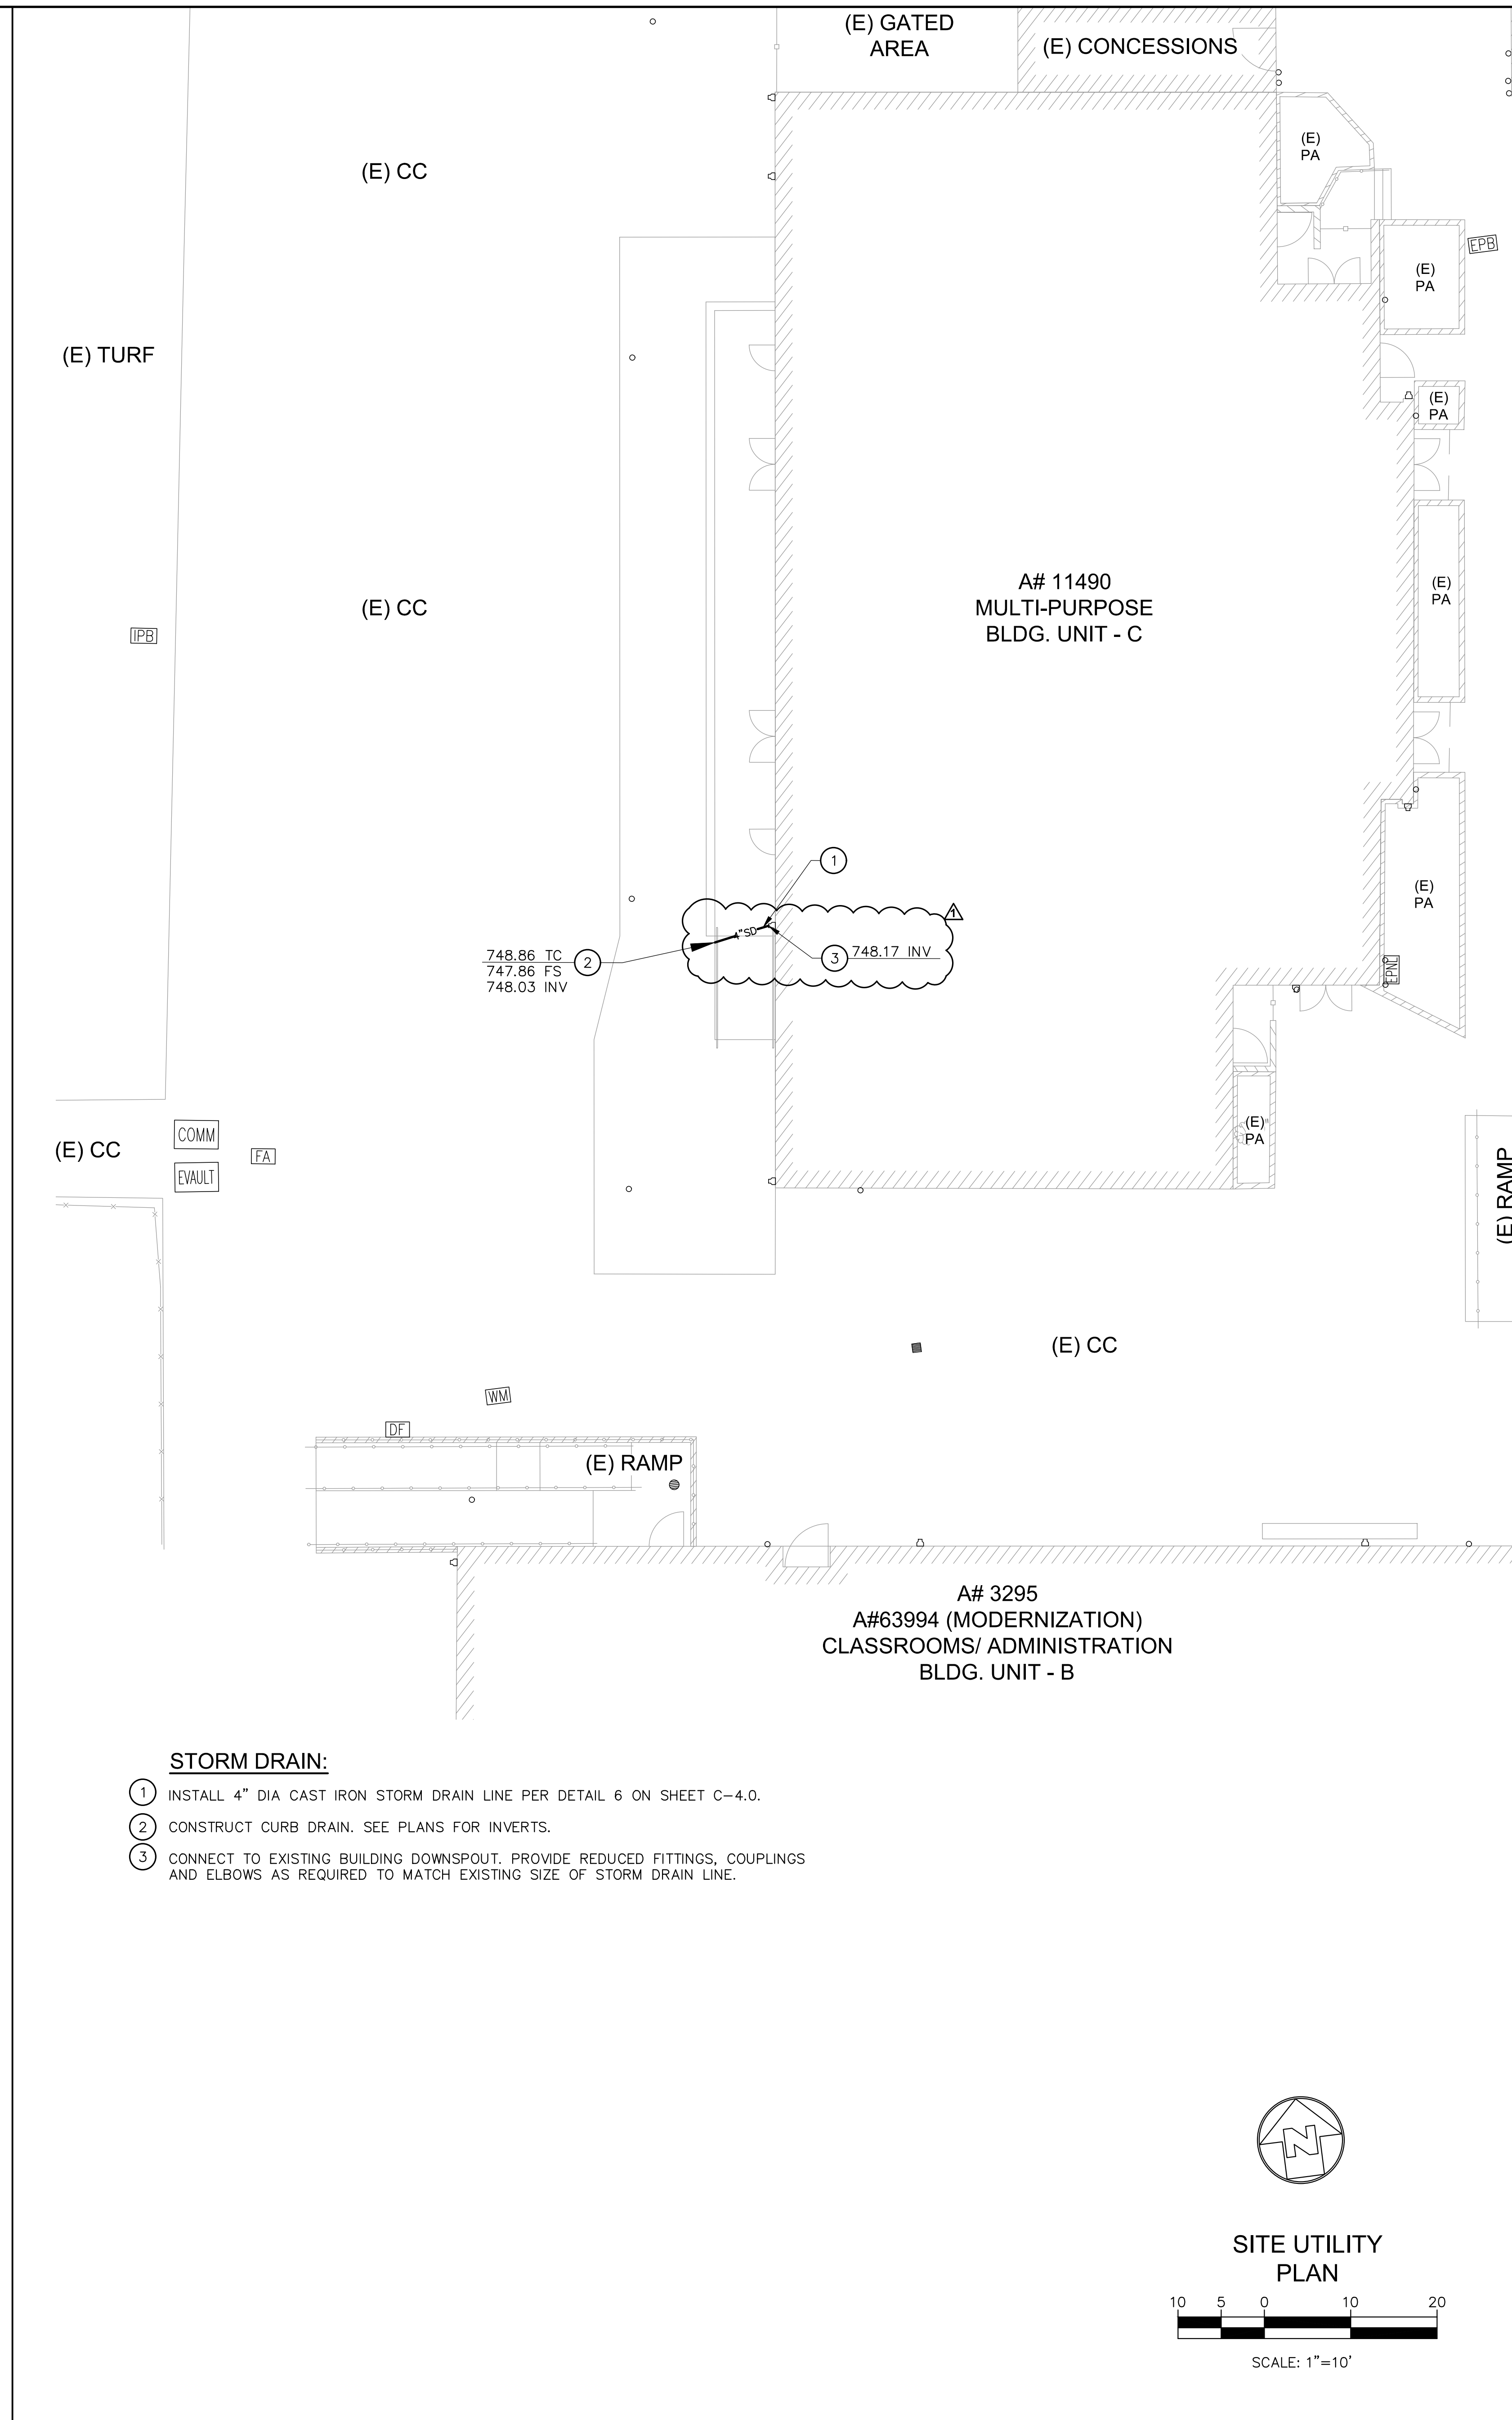 (E) GATED
AREA
(E) CONCESSIONS
(E) CC
(E)
PA
EPB
(E)
PA
(E) TURF
(E)
PA
A# 11490
MULTI-PURPOSE
BLDG. UNIT - C
(E)
PA
(E) CC
IPB
1
1
(E)
PA
4"SD
748.86 TC
747.86 FS
748.03 INV
2
3
748.17 INV
EPNL
COMM
(E) CC
FA
EVAULT
(E)
PA
(E) RAMP
(E) CC
WM
DF
(E) RAMP
A# 3295
A#63994 (MODERNIZATION)
CLASSROOMS/ ADMINISTRATION
BLDG. UNIT - B
STORM DRAIN:
1 INSTALL 4" DIA CAST IRON STORM DRAIN LINE PER DETAIL 6 ON SHEET C-4.0.
2 CONSTRUCT CURB DRAIN. SEE PLANS FOR INVERTS.
3 CONNECT TO EXISTING BUILDING DOWNSPOUT. PROVIDE REDUCED FITTINGS, COUPLINGS
AND ELBOWS AS REQUIRED TO MATCH EXISTING SIZE OF STORM DRAIN LINE.
N
SITE UTILITY
PLAN
10 5 0 10 20
SCALE: 1"=10'